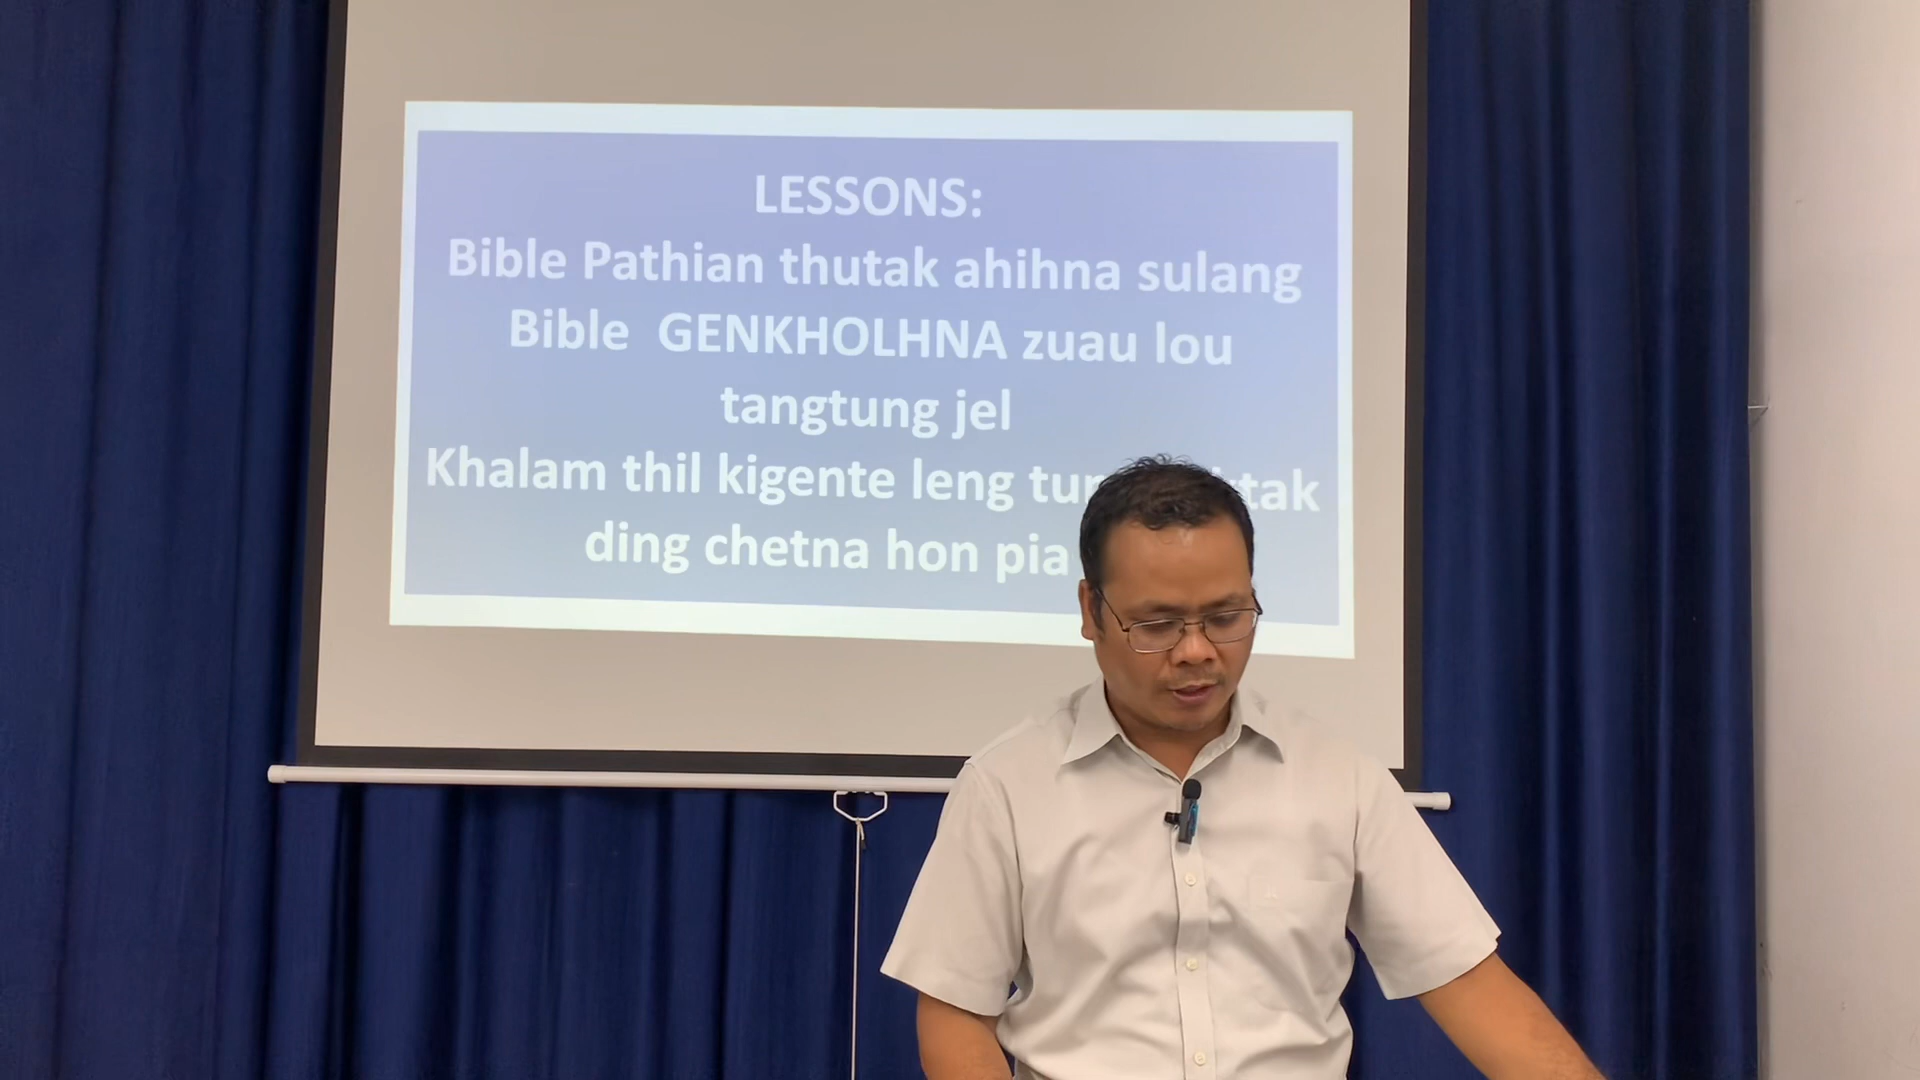 LESSONS:
Bible Pathian thutak ahihna sulang
Bible GENKHOLHNA zuau lou
tangtung jel
Khalam thil kigente leng
ding chetna hon pia